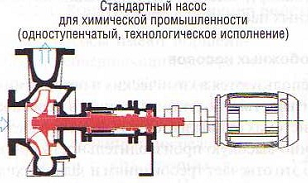 Стандартный насос
для химической промышленности
(одноступенчатый, технологическое исполнение)